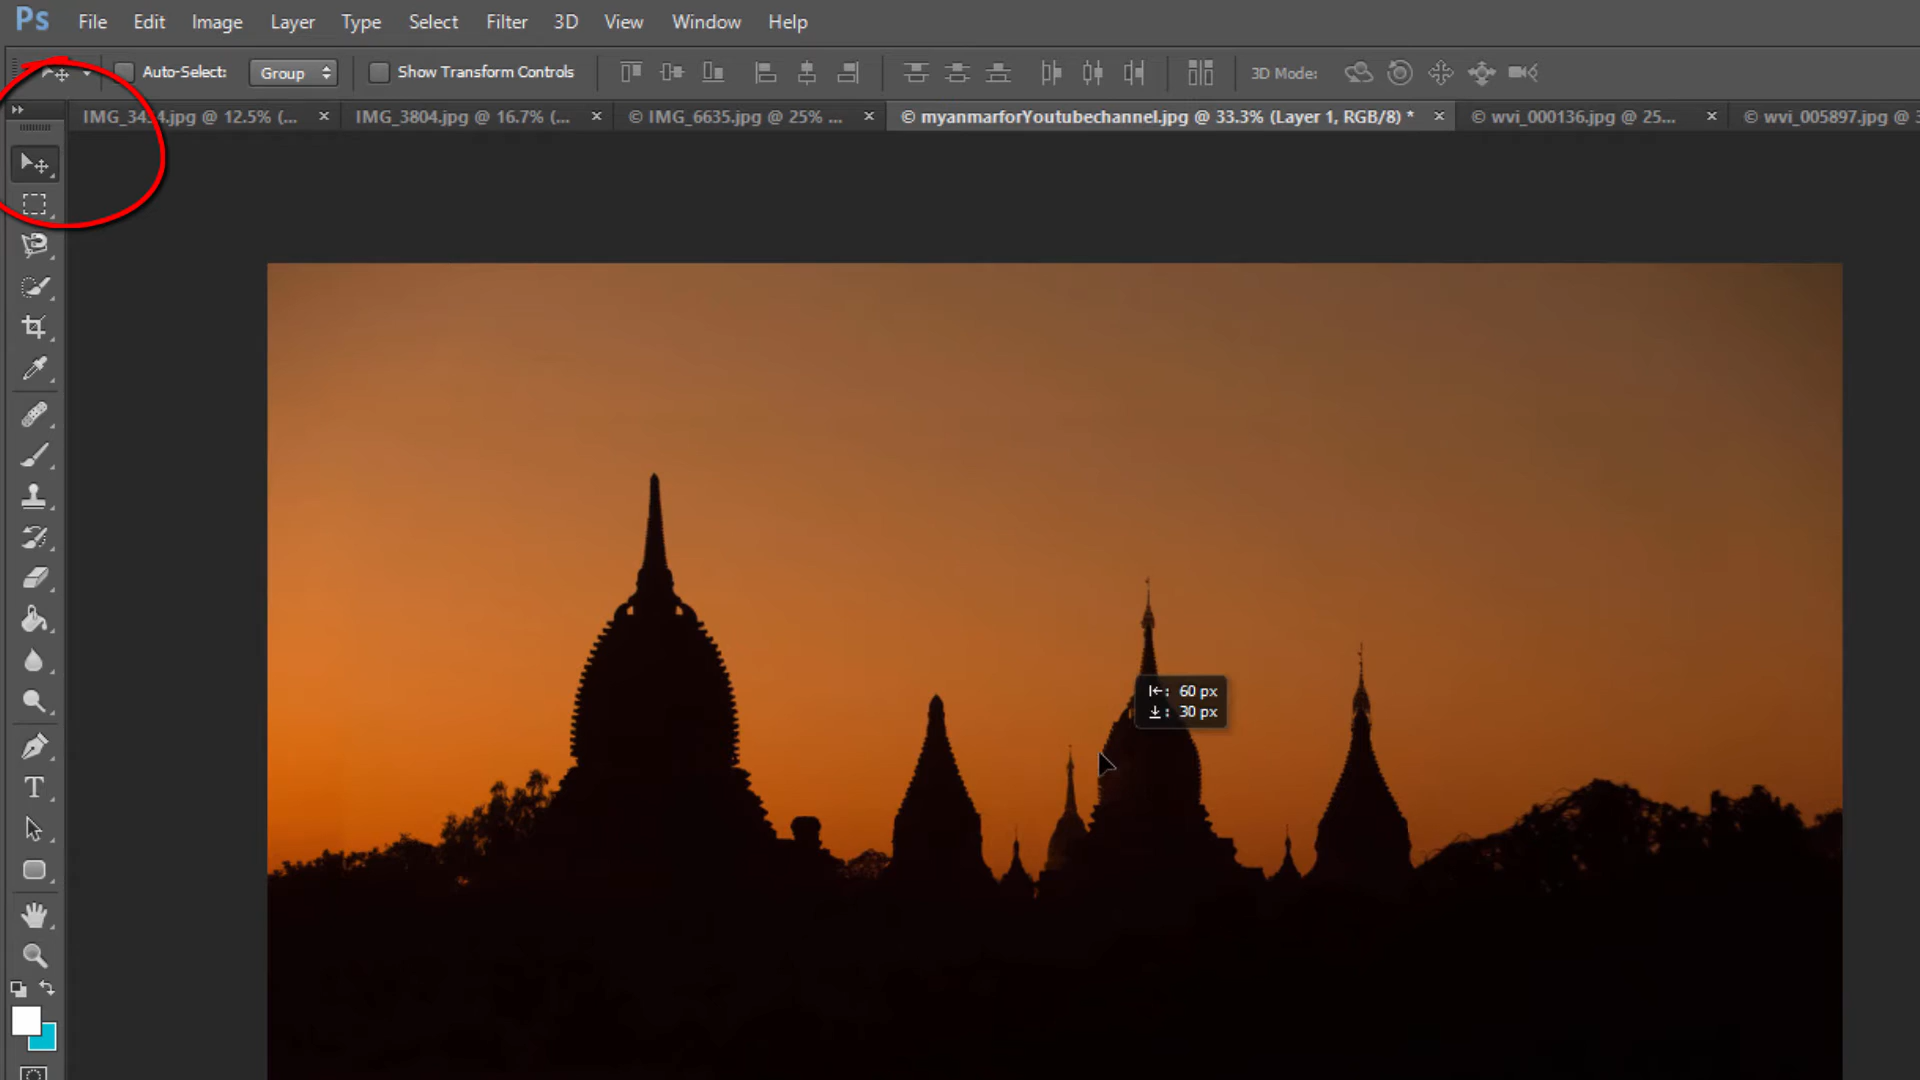 Ps File Edit Image Layer Type Select Filter 3D View Window Help
Auto-Select: Group Show Transform Controls 3D Mode:
IMG_3434.jpg @ 12.5% (... × IMG_3804.jpg @ 16.7% (... × © IMG_6635.jpg @ 25% ... × © myanmarforYoutubechannel.jpg @ 33.3% (Layer 1, RGB/8) * × © wvi_000136.jpg @ 25... × © wvi_005897.jpg @ 3
60 px
30 px
T